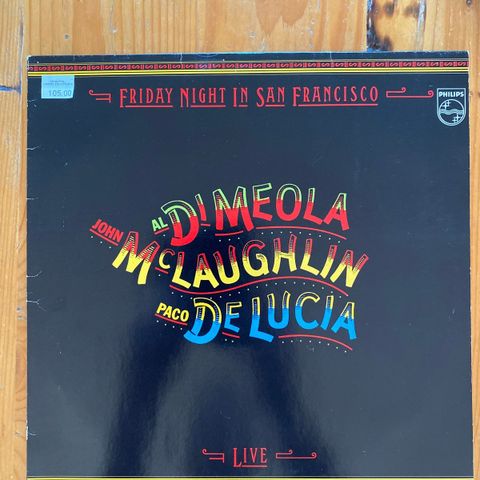 105.00
FRIDAY NIGHT IN SAN FRANCISCO
PHILIPS
AL DI MEOLA
JOHN MCLAUGHLIN
PACO DE LUCIA
LIVE